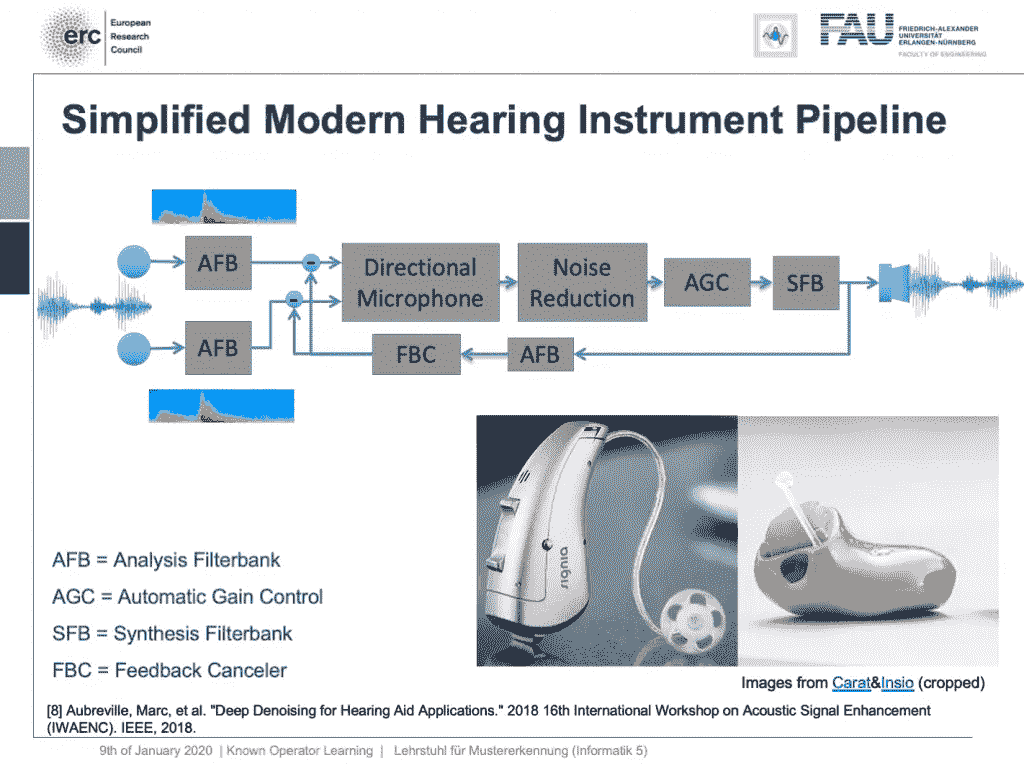 erc
European
Research
Council
FAU
FRIEDRICH-ALEXANDER
UNIVERSITÄT
ERLANGEN-NÜRNBERG
FACULTY OF ENGINEERING
Simplified Modern Hearing Instrument Pipeline
AFB
-
Directional
Microphone
Noise
Reduction
AGC
SFB
-
AFB
FBC
AFB
signia
AFB = Analysis Filterbank
AGC = Automatic Gain Control
SFB = Synthesis Filterbank
FBC = Feedback Canceler
Images from Carat&Insio (cropped)
[8] Aubreville, Marc, et al. "Deep Denoising for Hearing Aid Applications." 2018 16th International Workshop on Acoustic Signal Enhancement
(IWAENC). IEEE, 2018.
9th of January 2020 | Known Operator Learning | Lehrstuhl für Mustererkennung (Informatik 5)